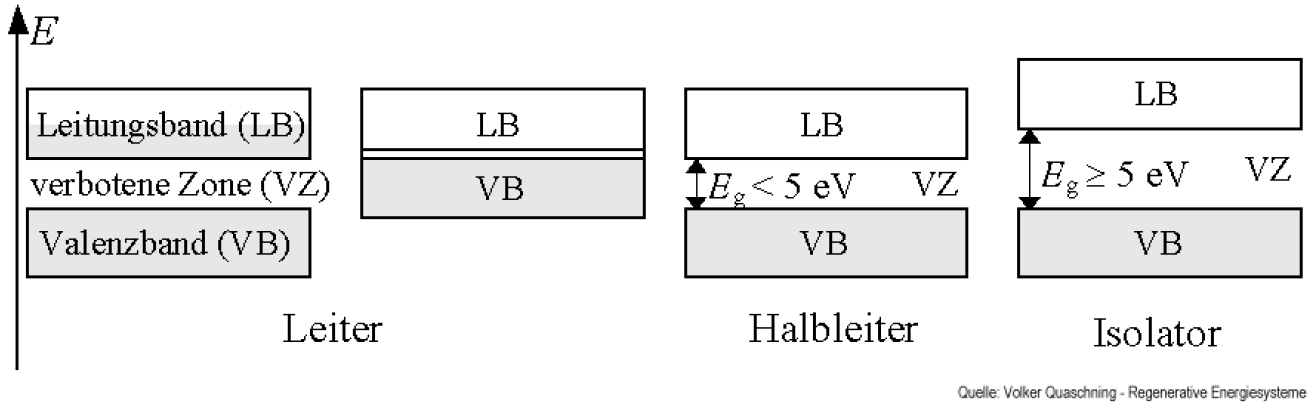 E
Leitungsband (LB)
verbotene Zone (VZ)
Valenzband (VB)
LB
VB
Leiter
LB
E_g < 5 eV VZ
VB
Halbleiter
LB
E_g ≥ 5 eV VZ
VB
Isolator
Quelle: Volker Quaschning - Regenerative Energiesysteme